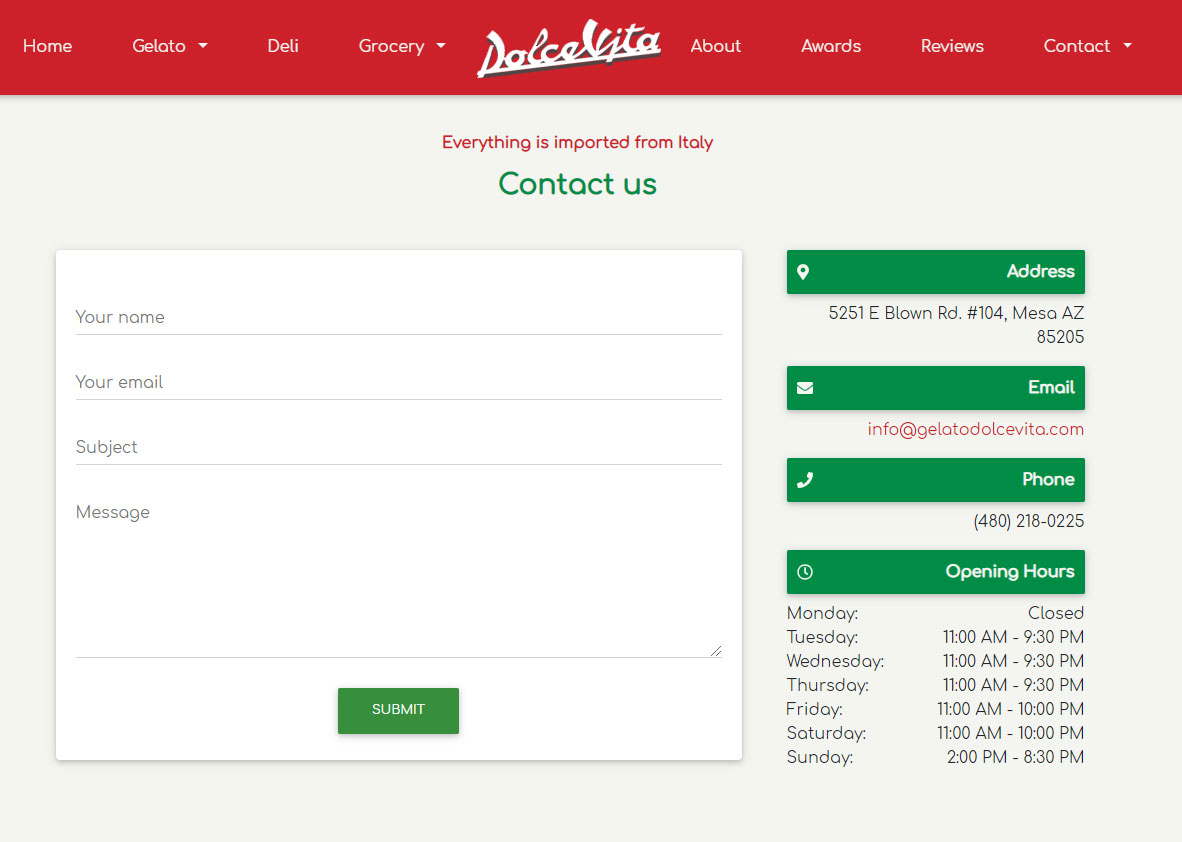 Home Gelato Deli Grocery DolceVita About Awards Reviews Contact
Everything is imported from Italy
Contact us
Your name
Your email
Subject
Message
SUBMIT
Address
5251 E Blown Rd. #104, Mesa AZ
85205
Email
info@gelatodolcevita.com
Phone
(480) 218-0225
Opening Hours
Monday: Closed
Tuesday: 11:00 AM - 9:30 PM
Wednesday: 11:00 AM - 9:30 PM
Thursday: 11:00 AM - 9:30 PM
Friday: 11:00 AM - 10:00 PM
Saturday: 11:00 AM - 10:00 PM
Sunday: 2:00 PM - 8:30 PM